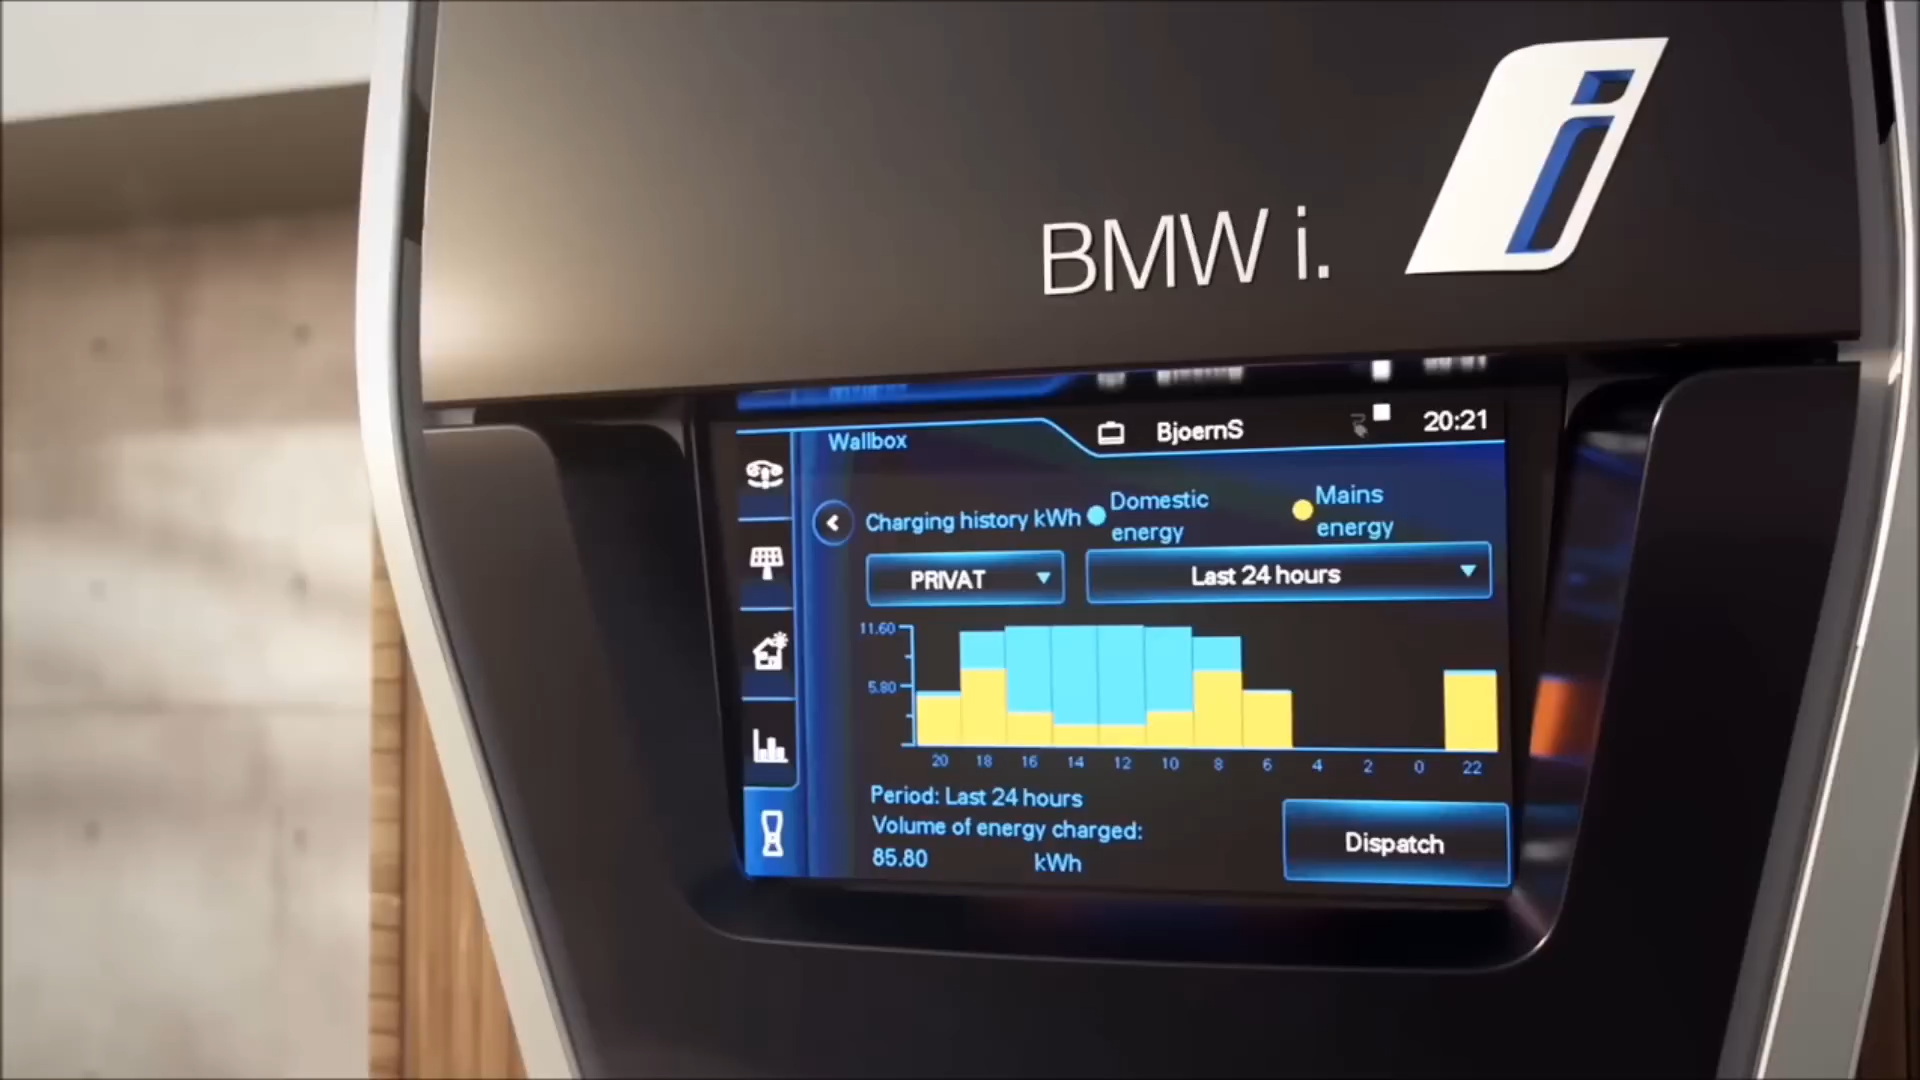 i
BMW i.
BjoernS
20:21
Wallbox
Charging history kWh
Domestic
energy
Mains
energy
PRIVAT
Last 24 hours
11.60
5.80
20 18 16 14 12 10 8 6 4 2 0 22
Period: Last 24 hours
Volume of energy charged:
85.80 kWh
Dispatch